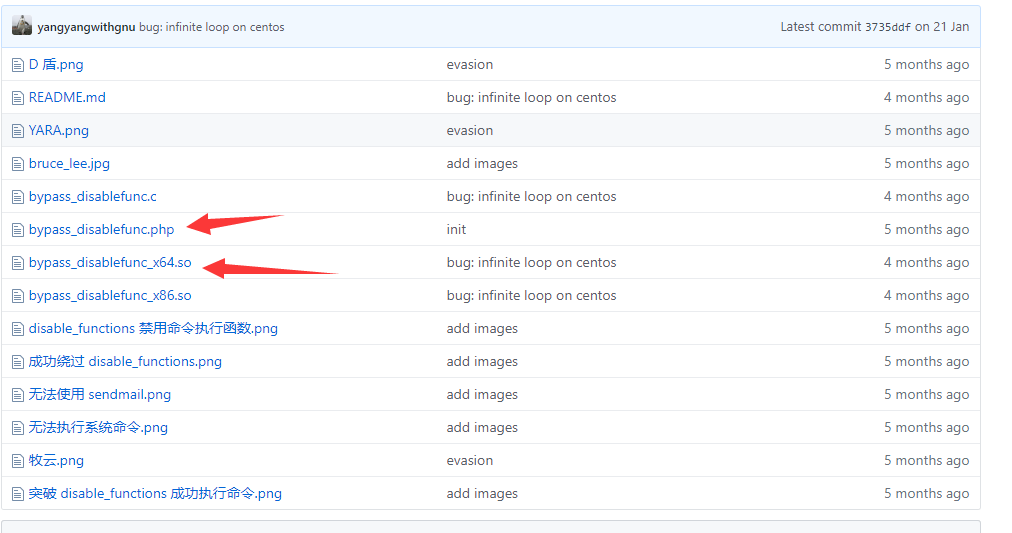 yangyangwithgnu bug: infinite loop on centos Latest commit 3735ddf on 21 Jan
D 盾.png evasion 5 months ago
README.md bug: infinite loop on centos 4 months ago
YARA.png evasion 5 months ago
bruce_lee.jpg add images 5 months ago
bypass_disablefunc.c bug: infinite loop on centos 4 months ago
bypass_disablefunc.php init 5 months ago
bypass_disablefunc_x64.so bug: infinite loop on centos 4 months ago
bypass_disablefunc_x86.so bug: infinite loop on centos 4 months ago
disable_functions 禁用命令执行函数.png add images 5 months ago
成功绕过 disable_functions.png add images 5 months ago
无法使用 sendmail.png add images 5 months ago
无法执行系统命令.png add images 5 months ago
牧云.png evasion 5 months ago
突破 disable_functions 成功执行命令.png add images 5 months ago